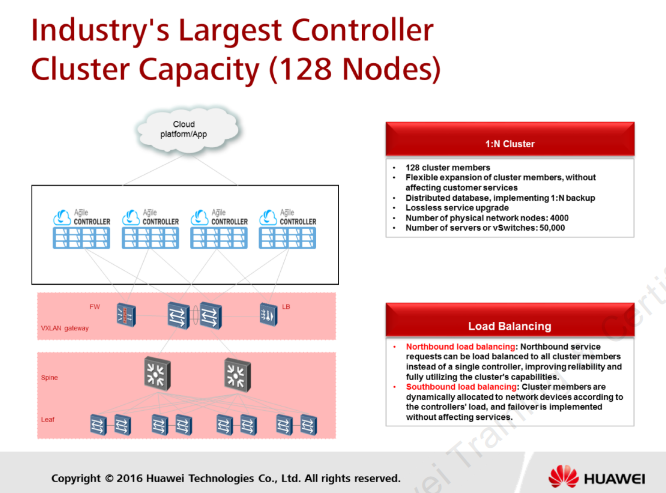 Industry's Largest Controller
Cluster Capacity (128 Nodes)
Cloud
platform/App
Agile
CONTROLLER
Agile
CONTROLLER
Agile
CONTROLLER
Agile
CONTROLLER
FW
LB
VXLAN gateway
Spine
Leaf
1:N Cluster
• 128 cluster members
• Flexible expansion of cluster members, without
affecting customer services
• Distributed database, implementing 1:N backup
• Lossless service upgrade
• Number of physical network nodes: 4000
• Number of servers or vSwitches: 50,000
Load Balancing
• Northbound load balancing: Northbound service
requests can be load balanced to all cluster members
instead of a single controller, improving reliability and
fully utilizing the cluster's capabilities.
• Southbound load balancing: Cluster members are
dynamically allocated to network devices according to
the controllers' load, and failover is implemented
without affecting services.
Copyright © 2016 Huawei Technologies Co., Ltd. All rights reserved.
HUAWEI